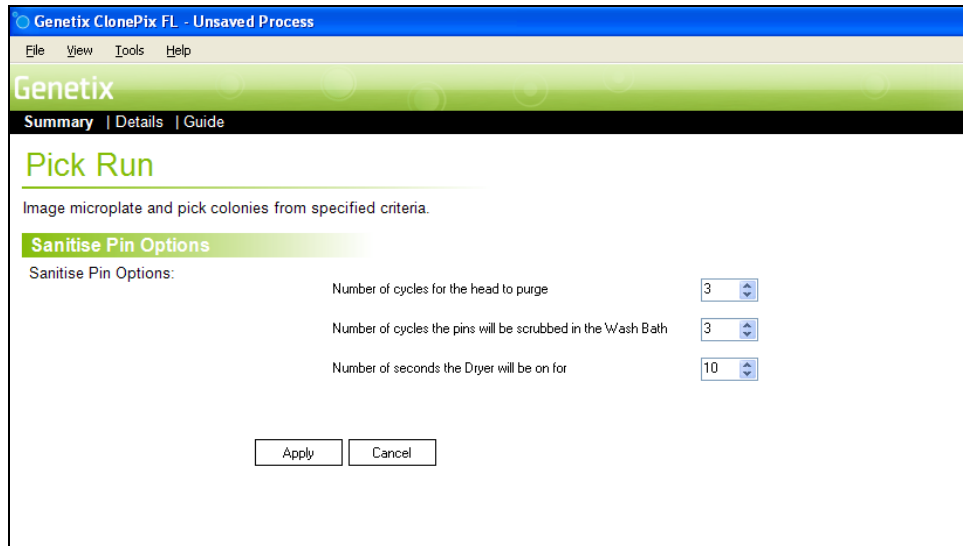 Genetix ClonePix FL - Unsaved Process
File View Tools Help
Genetix
Summary | Details | Guide
Pick Run
Image microplate and pick colonies from specified criteria.
Sanitise Pin Options
Sanitise Pin Options:
Number of cycles for the head to purge 3
Number of cycles the pins will be scrubbed in the Wash Bath 3
Number of seconds the Dryer will be on for 10
Apply Cancel